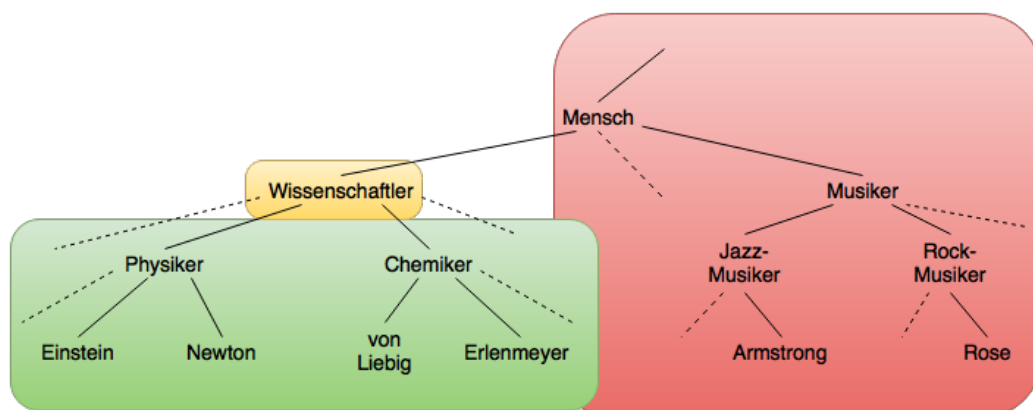 Mensch
Wissenschaftler
Musiker
Physiker
Chemiker
Jazz-
Musiker
Rock-
Musiker
Einstein
Newton
von
Liebig
Erlenmeyer
Armstrong
Rose